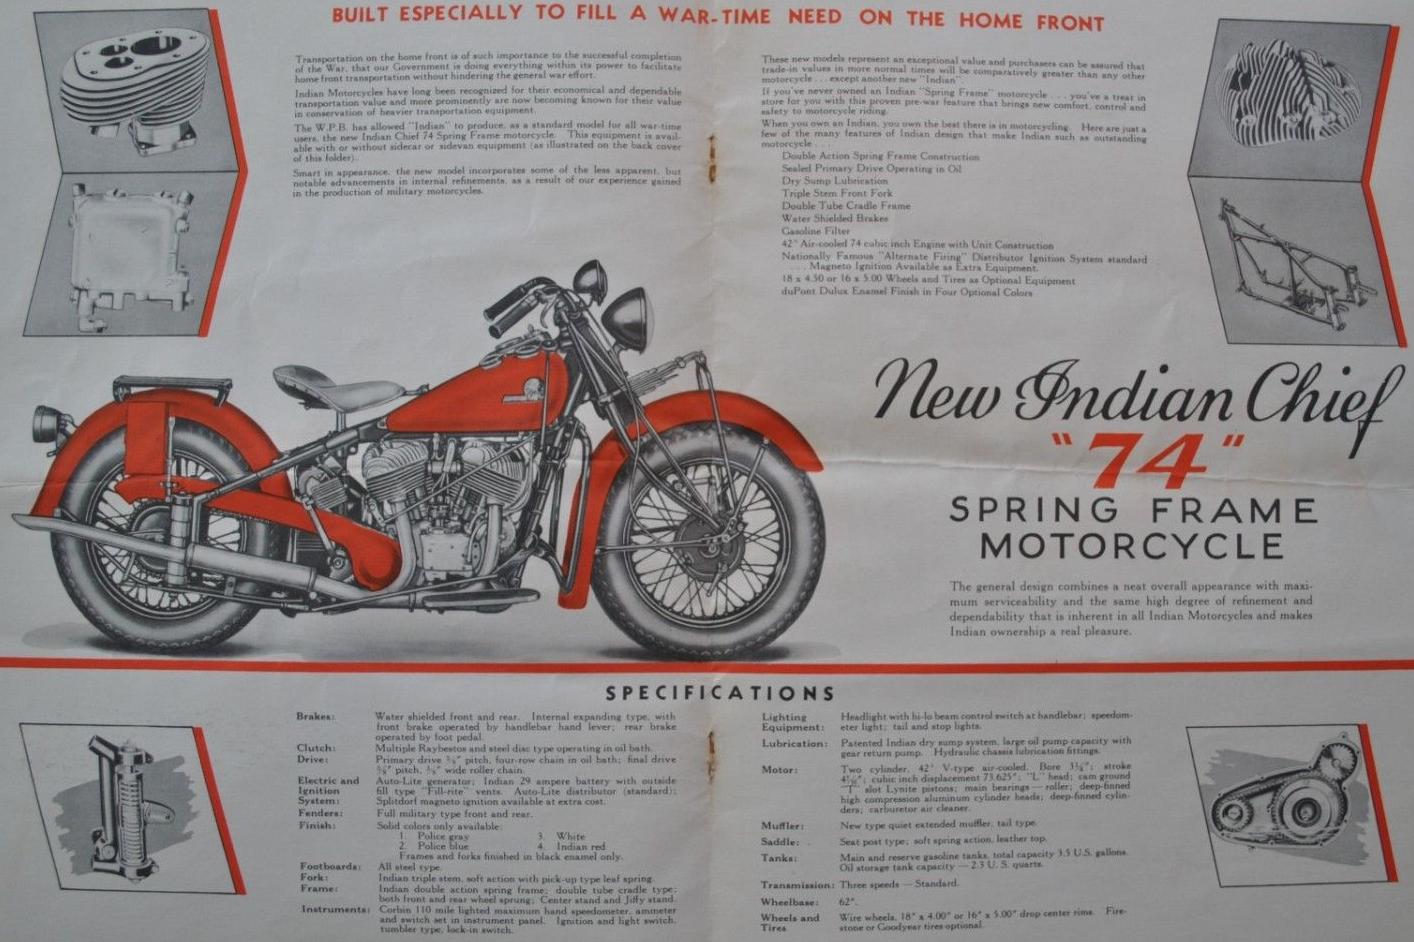 BUILT ESPECIALLY TO FILL A WAR-TIME NEED ON THE HOME FRONT
Transportation on the home front is of such importance to the successful completion
of the War, that our Government is doing everything within its power to facilitate
home front transportation without hindering the general war effort.
Indian Motorcycles have long been recognized for their economical and dependable
transportation value and more prominently are now becoming known for their value
in conservation of heavier transportation equipment.
The W.P.B. has allowed "Indian" to produce, as a standard model for all war-time
users, the new Indian Chief 74 Spring Frame motorcycle. This equipment is avail-
able with or without sidecar or sidevan equipment (as illustrated on the back cover
of this folder).
Smart in appearance, the new model incorporates some of the less apparent, but
notable advancements in internal refinements, as a result of our experience gained
in the production of military motorcycles.
These new models represent an exceptional value and purchasers can be assured that
trade-in values in more normal times will be comparatively greater than any other
motorcycle . . . except another new "Indian".
If you've never owned an Indian "Spring Frame" motorcycle . . . you've a treat in
store for you with this proven pre-war feature that brings new comfort, control and
safety to motorcycle riding.
When you own an Indian, you own the best there is in motorcycling. Here are just a
few of the many features of Indian design that make Indian such as outstanding
motorcycle . . .
Double Action Spring Frame Construction
Sealed Primary Drive Operating in Oil
Dry Sump Lubrication
Triple Stem Front Fork
Double Tube Cradle Frame
Water Shielded Brakes
Gasoline Filter
42° Air-cooled 74 cubic inch Engine with Unit Construction
Nationally Famous "Alternate Firing" Distributor Ignition System standard
. . . Magneto Ignition Available as Extra Equipment.
18 x 4.50 or 16 x 5.00 Wheels and Tires as Optional Equipment
duPont Dulux Enamel Finish in Four Optional Colors
New Indian Chief
"74"
SPRING FRAME
MOTORCYCLE
The general design combines a neat overall appearance with maxi-
mum serviceability and the same high degree of refinement and
dependability that is inherent in all Indian Motorcycles and makes
Indian ownership a real pleasure.
SPECIFICATIONS
Brakes: Water shielded front and rear. Internal expanding type, with
front brake operated by handlebar hand lever; rear brake
operated by foot pedal.
Clutch: Multiple Raybestos and steel disc type operating in oil bath.
Drive: Primary drive pitch, four-row chain in oil bath; final drive
pitch, wide roller chain.
Electric and Ignition System: Auto-Lite generator; Indian 29 ampere battery with outside
fill type "Fill-rite" vents. Auto-Lite distributor (standard);
Splitdorf magneto ignition available at extra cost.
Fenders: Full military type front and rear.
Finish: Solid colors only available:
1. Police gray 3. White
2. Police blue 4. Indian red
Frames and forks finished in black enamel only.
Footboards: All steel type.
Fork: Indian triple stem, soft action with pick-up type leaf spring.
Frame: Indian double action spring frame; double tube cradle type;
both front and rear wheel sprung; Center stand and Jiffy stand.
Instruments: Corbin 110 mile lighted maximum hand speedometer, ammeter
and switch set in instrument panel. Ignition and light switch,
tumbler type, lock-in switch.
Lighting Equipment: Headlight with hi-lo beam control switch at handlebar; speedom-
eter light; tail and stop lights.
Lubrication: Patented Indian dry sump system, large oil pump capacity with
gear return pump. Hydraulic chassis lubrication fittings.
Motor: Two cylinder, 42° V-type air-cooled. Bore 3¼"; stroke
cubic inch displacement 73.625"; "L" head; cam ground
"T" slot Lynite pistons; main bearings — roller; deep-finned
high compression aluminum cylinder heads; deep-finned cylin-
ders; carburetor air cleaner.
Muffler: New type quiet extended muffler, tail type.
Saddle: Seat post type; soft spring action, leather top.
Tanks: Main and reserve gasoline tanks, total capacity 3.5 U.S. gallons.
Oil storage tank capacity — 2.3 U. S. quarts.
Transmission: Three speeds — Standard.
Wheelbase: 62".
Wheels and Tires Wire wheels, 18" x 4.00" or 16" x 5.00" drop center rims. Fire-
stone or Goodyear tires optional.